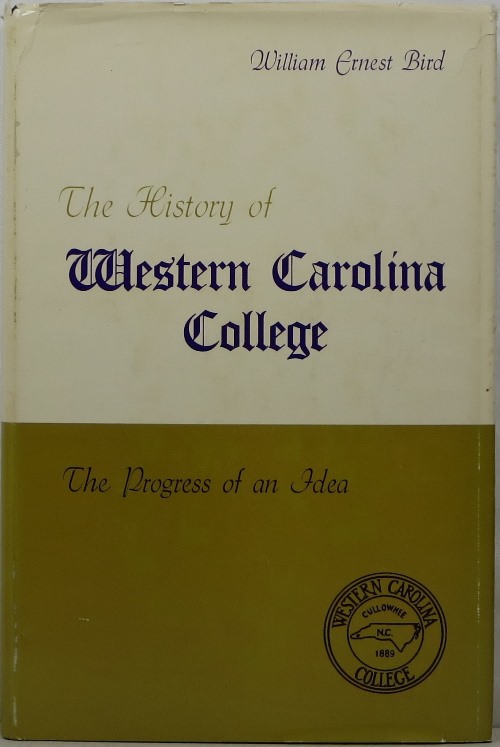 William Ernest Bird
The History of
Western Carolina
College
The Progress of an Idea
WESTERN CAROLINA
CULLOWHEE
N.C.
1889
COLLEGE